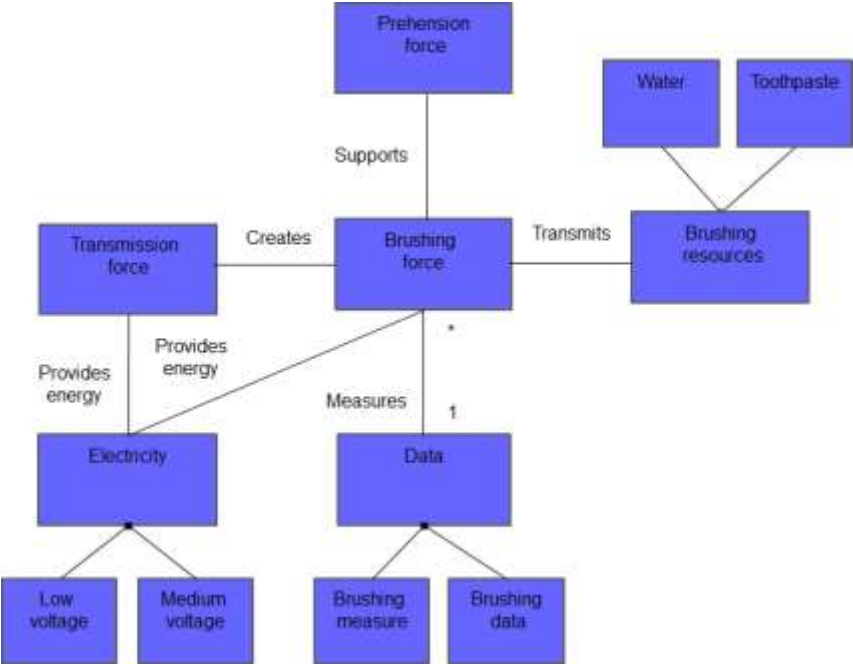 Prehension
force
Water
Toothpaste
Supports
Transmission
force
Creates
Brushing
force
Transmits
Brushing
resources
Provides
energy
Provides
energy
*
Measures
1
Electricity
Data
Low
voltage
Medium
voltage
Brushing
measure
Brushing
data